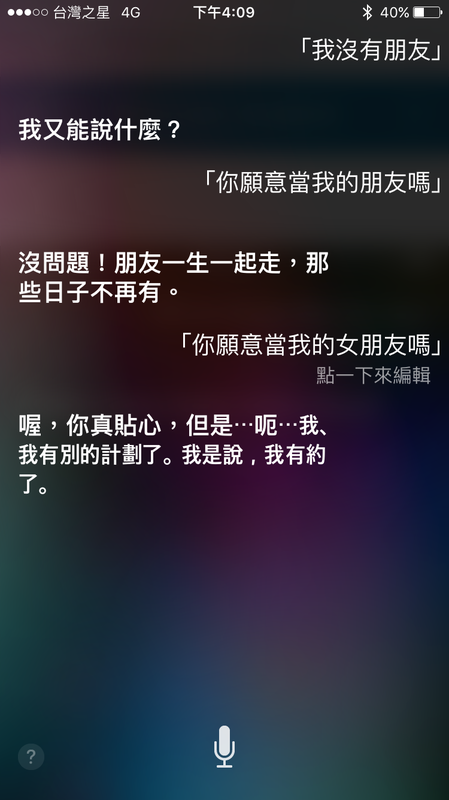 台灣之星 4G 下午4:09 40%
「我沒有朋友」
我又能說什麼？
「你願意當我的朋友嗎」
沒問題！朋友一生一起走，那
些日子不再有。
「你願意當我的女朋友嗎」
點一下來編輯
喔，你真貼心，但是⋯呃⋯我、
我有別的計劃了。我是說，我有約
了。
?